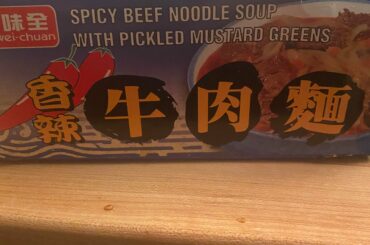 味全
wei-chuan
SPICY BEEF NOODLE SOUP
WITH PICKLED MUSTARD GREENS
香辣
牛肉麵